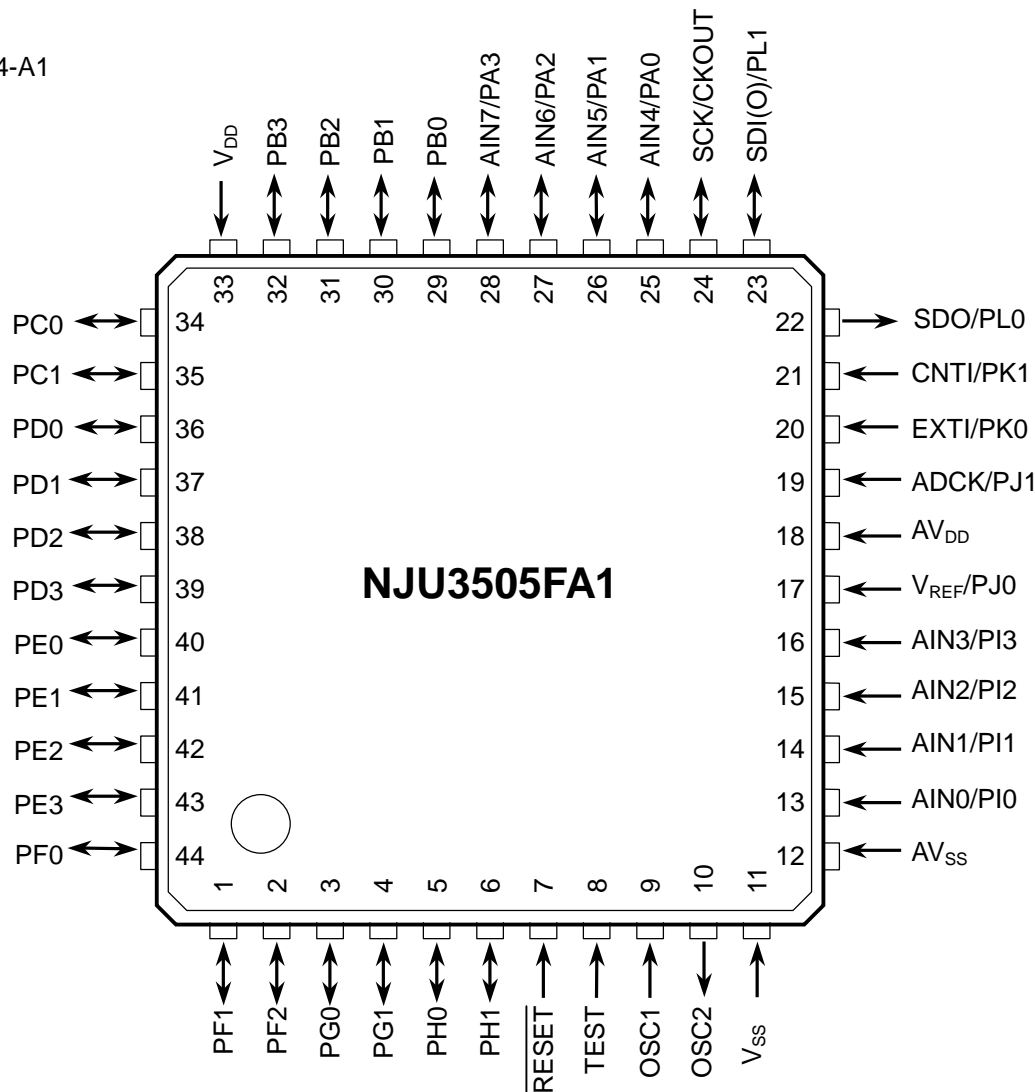 4-A1
VDD
PB3
PB2
PB1
PB0
AIN7/PA3
AIN6/PA2
AIN5/PA1
AIN4/PA0
SCK/CKOUT
SDI(O)/PL1
33
32
31
30
29
28
27
26
25
24
23
PC0
34
PC1
35
PD0
36
PD1
37
PD2
38
PD3
39
PE0
40
PE1
41
PE2
42
PE3
43
PF0
44
NJU3505FA1
22
SDO/PL0
21
CNTI/PK1
20
EXTI/PK0
19
ADCK/PJ1
18
AVDD
17
VREF/PJ0
16
AIN3/PI3
15
AIN2/PI2
14
AIN1/PI1
13
AIN0/PI0
12
AVSS
1
2
3
4
5
6
7
8
9
10
11
PF1
PF2
PG0
PG1
PH0
PH1
RESET
TEST
OSC1
OSC2
VSS